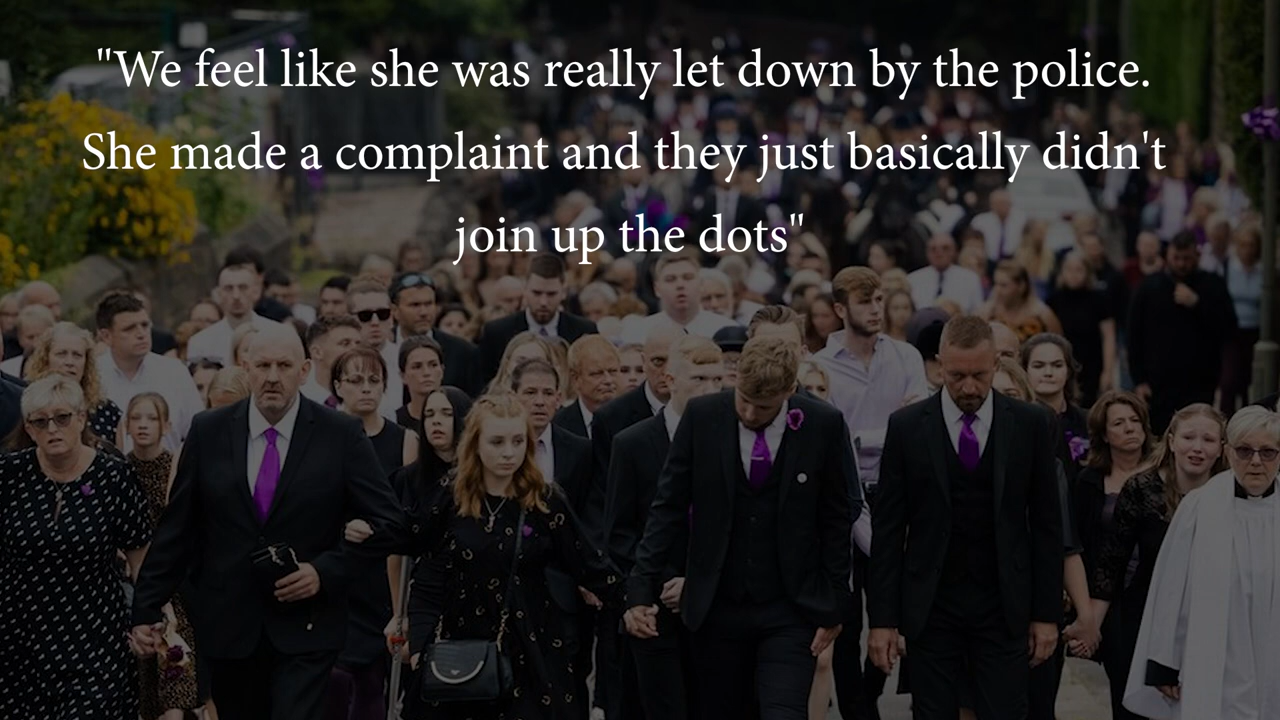 "We feel like she was really let down by the police.
She made a complaint and they just basically didn't
join up the dots"